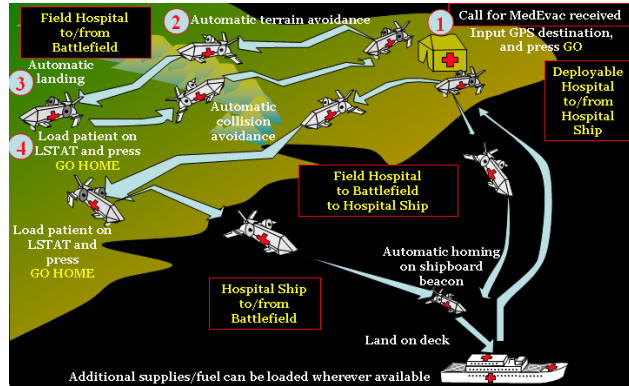 Field Hospital
to/from
Battlefield
2
Automatic terrain avoidance
1
Call for MedEvac received
Input GPS destination,
and press GO
3
Automatic
landing
Deployable
Hospital
to/from
Hospital
Ship
Automatic
collision
avoidance
4
Load patient on
LSTAT and press
GO HOME
Field Hospital
to Battlefield
to Hospital Ship
Load patient on
LSTAT and
press
GO HOME
Automatic homing
on shipboard
beacon
Hospital Ship
to/from
Battlefield
Land on deck
Additional supplies/fuel can be loaded wherever available